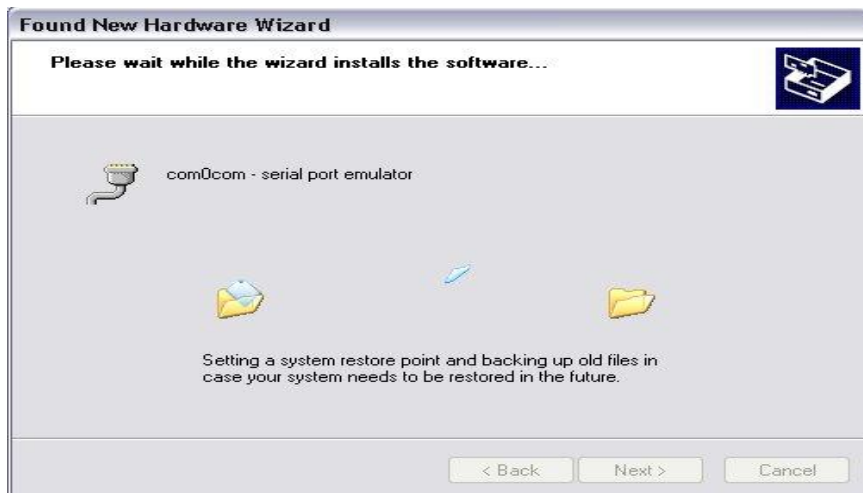 Found New Hardware Wizard
Please wait while the wizard installs the software...
com0com - serial port emulator
Setting a system restore point and backing up old files in
case your system needs to be restored in the future.
< Back
Next >
Cancel